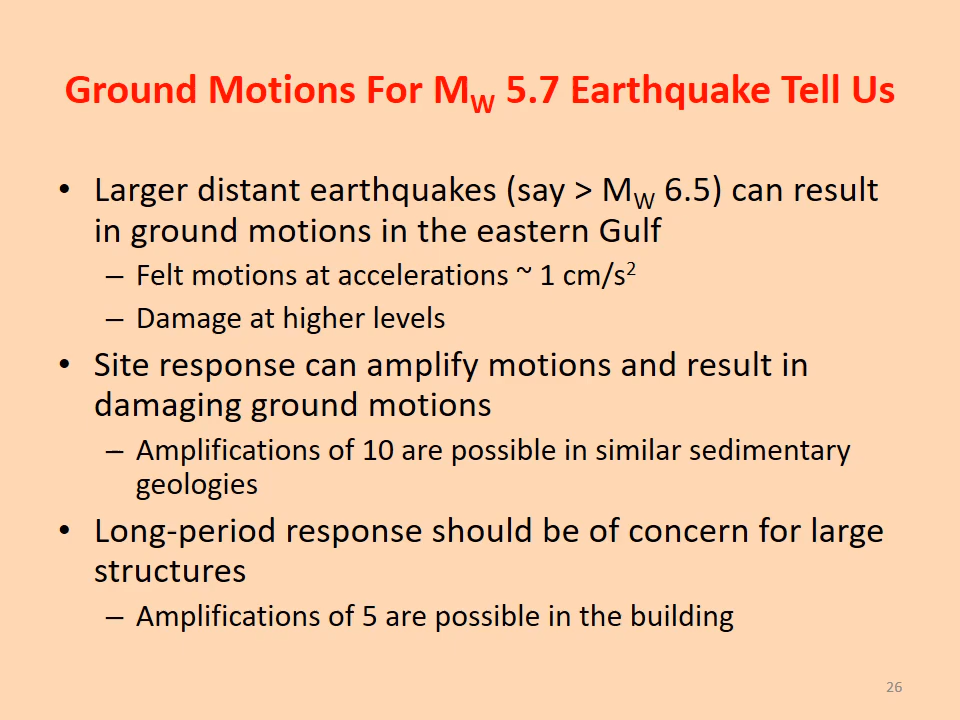 Ground Motions For MW 5.7 Earthquake Tell Us
• Larger distant earthquakes (say > MW 6.5) can result
in ground motions in the eastern Gulf
– Felt motions at accelerations ~ 1 cm/s²
– Damage at higher levels
• Site response can amplify motions and result in
damaging ground motions
– Amplifications of 10 are possible in similar sedimentary
geologies
• Long-period response should be of concern for large
structures
– Amplifications of 5 are possible in the building
26